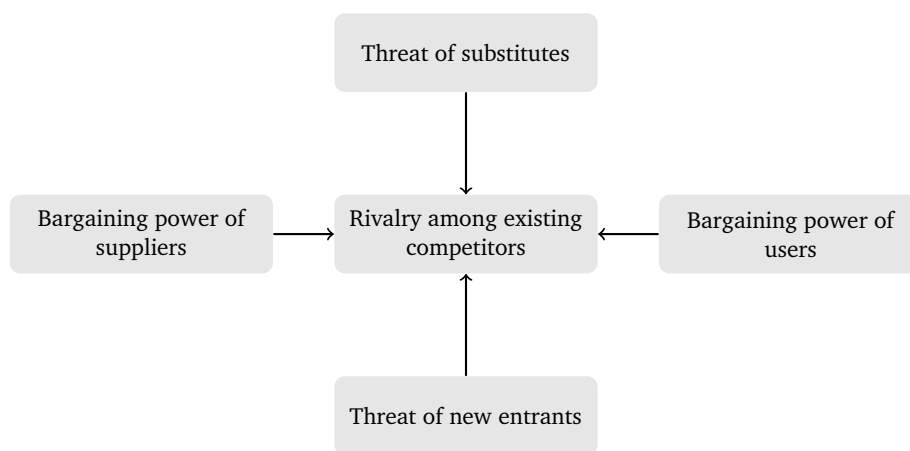 Threat of substitutes
Bargaining power of
suppliers
Rivalry among existing
competitors
Bargaining power of
users
Threat of new entrants